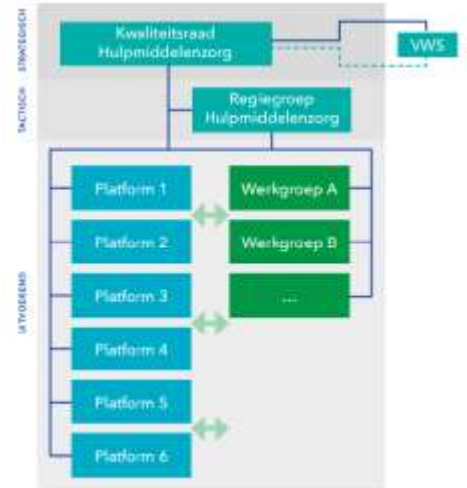 STRATEGISCH
Kwaliteitsraad
Hulpmiddelenzorg
VWS
TACTISCH
Regiegroep
Hulpmiddelenzorg
Platform 1
Werkgroep A
Platform 2
Werkgroep B
Platform 3
...
UITVOEREND
Platform 4
Platform 5
Platform 6